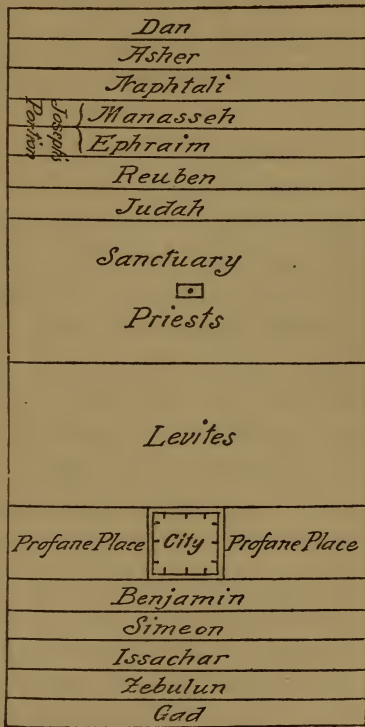 Dan
Asher
Naphtali
Joseph's Portion
Manasseh
Ephraim
Reuben
Judah
Sanctuary
Priests
Levites
Profane Place City Profane Place
Benjamin
Simeon
Issachar
Zebulun
Gad